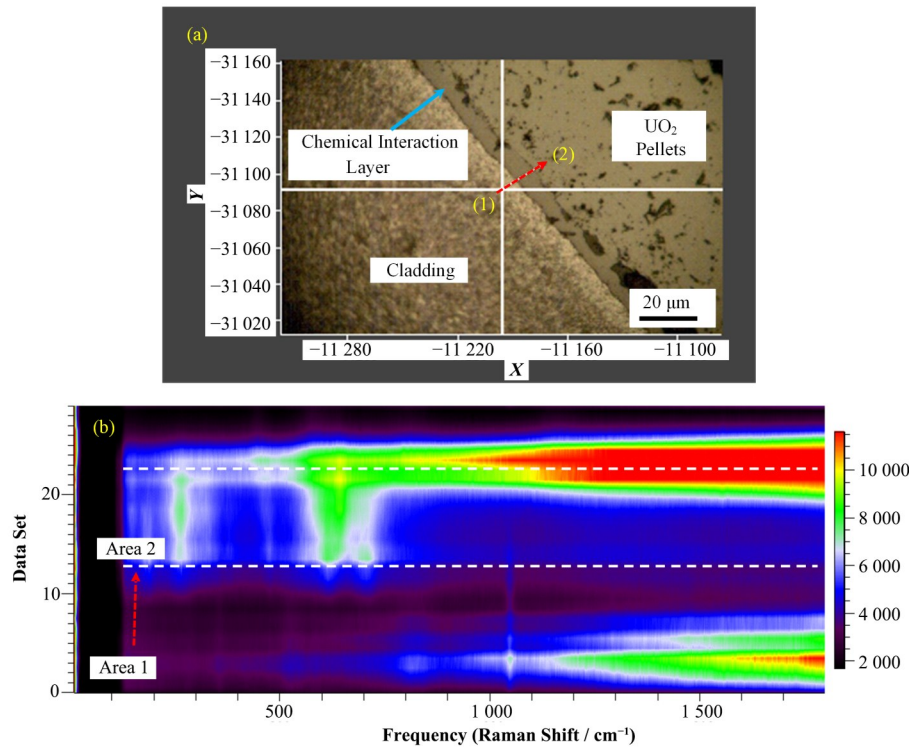 (a)
−31 160
−31 140
−31 120
−31 100
−31 080
−31 060
−31 040
−31 020
Y
Chemical Interaction
Layer
UO₂
Pellets
(2)
(1)
Cladding
20 μm
−11 280
−11 220
−11 160
−11 100
X
(b)
20
10
0
Data Set
Area 2
Area 1
10 000
8 000
6 000
4 000
2 000
500
1 000
1 500
Frequency (Raman Shift / cm⁻¹)